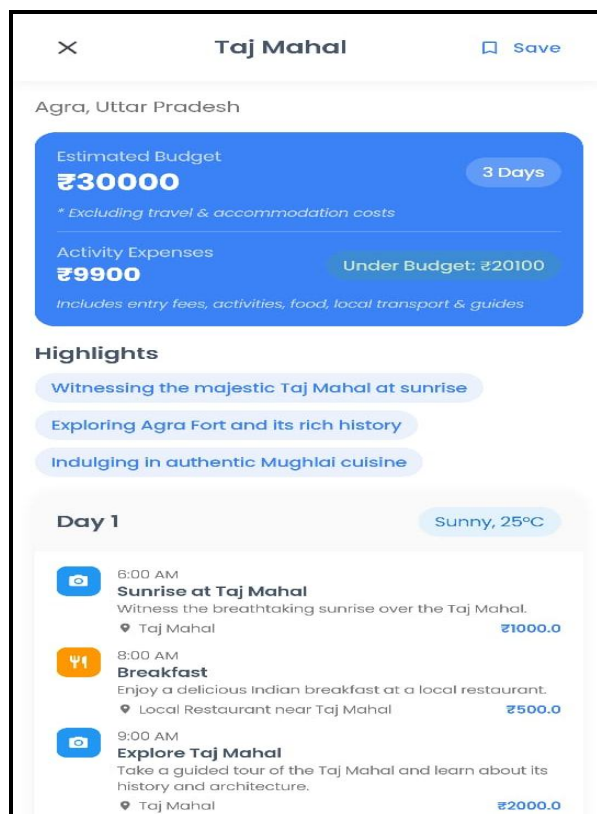 Taj Mahal
Save
Agra, Uttar Pradesh
Estimated Budget
₹30000
3 Days
* Excluding travel & accommodation costs
Activity Expenses
₹9900
Under Budget: ₹20100
Includes entry fees, activities, food, local transport & guides
Highlights
Witnessing the majestic Taj Mahal at sunrise
Exploring Agra Fort and its rich history
Indulging in authentic Mughlai cuisine
Day 1
Sunny, 25°C
6:00 AM
Sunrise at Taj Mahal
Witness the breathtaking sunrise over the Taj Mahal.
Taj Mahal
₹1000.0
8:00 AM
Breakfast
Enjoy a delicious Indian breakfast at a local restaurant.
Local Restaurant near Taj Mahal
₹500.0
9:00 AM
Explore Taj Mahal
Take a guided tour of the Taj Mahal and learn about its
history and architecture.
Taj Mahal
₹2000.0